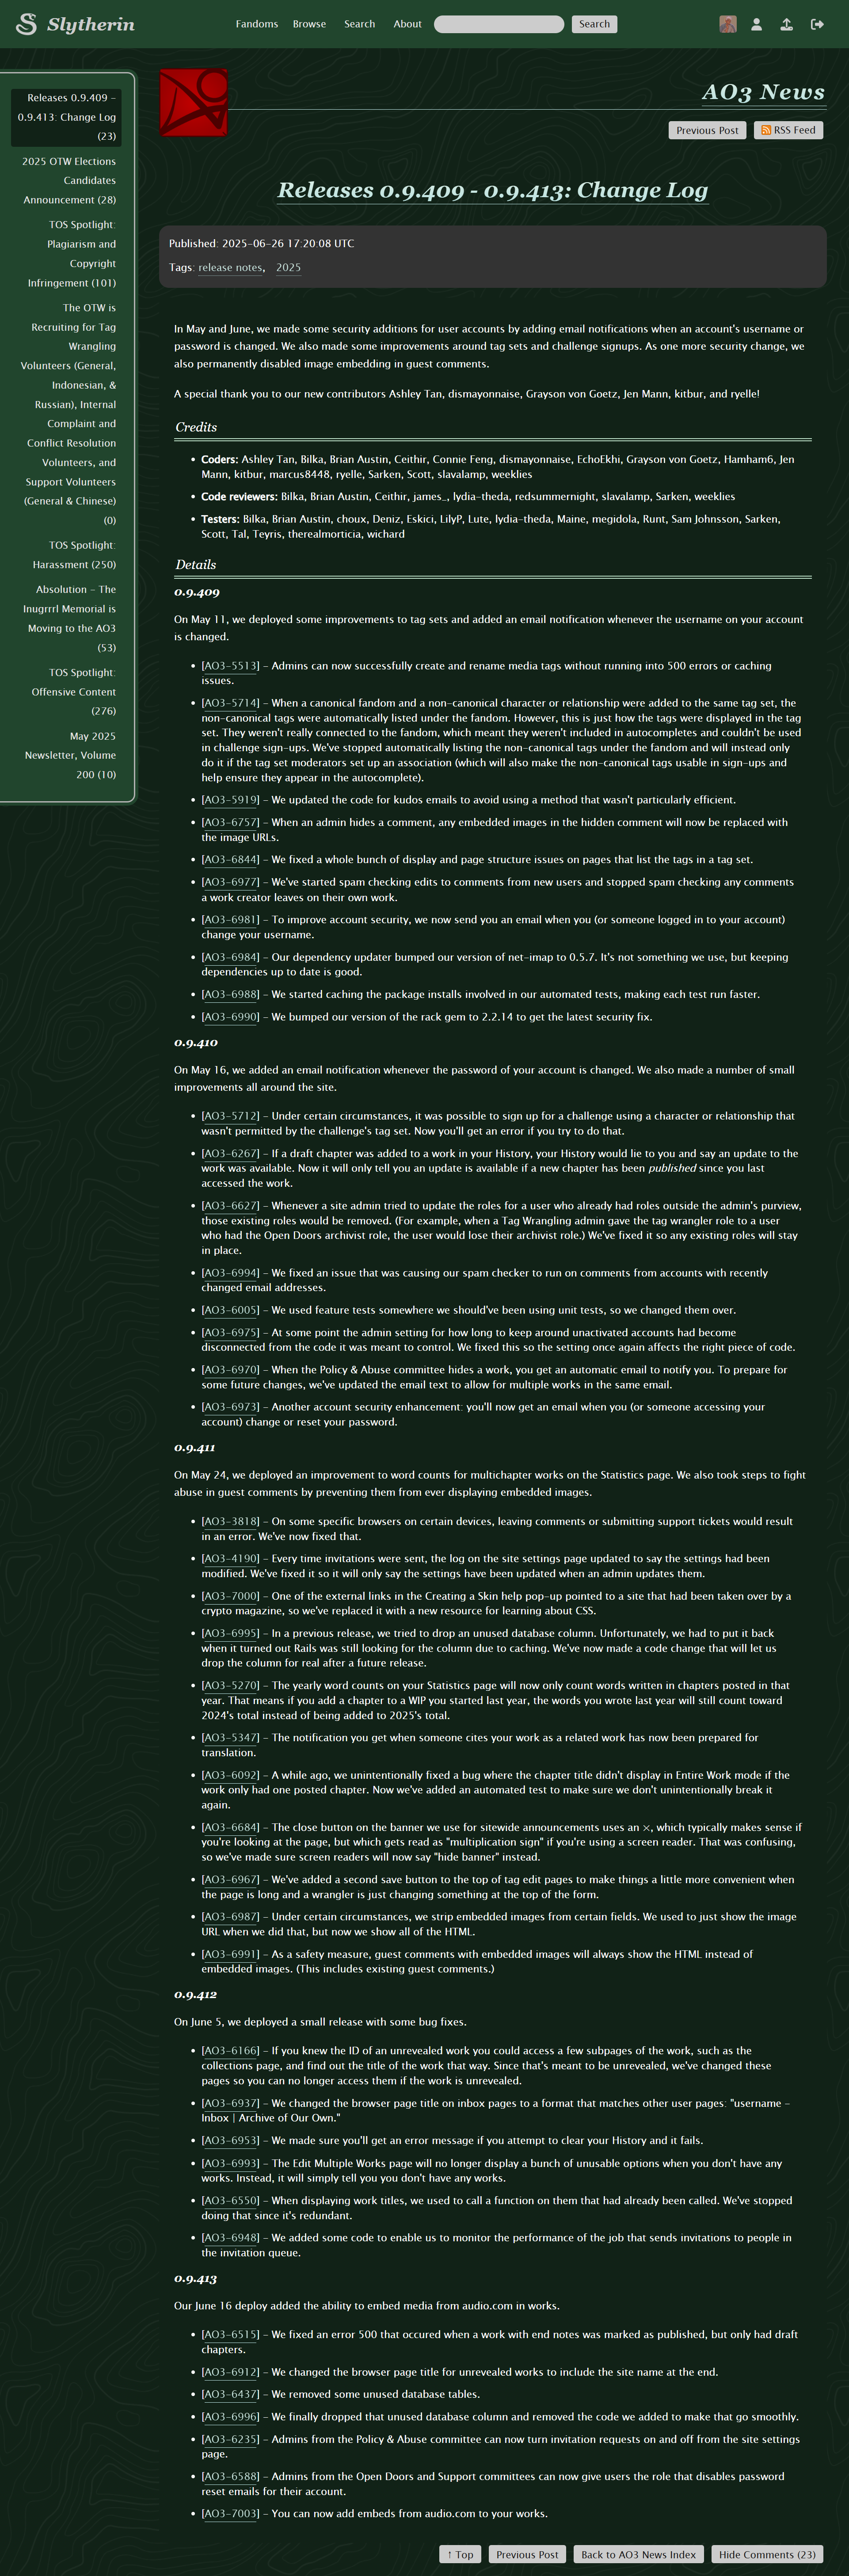 Slytherin
Fandoms Browse Search About Search
Releases 0.9.409 -
0.9.413: Change Log
(23)
2025 OTW Elections
Candidates
Announcement (28)
TOS Spotlight:
Plagiarism and
Copyright
Infringement (101)
The OTW is
Recruiting for Tag
Wrangling
Volunteers (General,
Indonesian, &
Russian), Internal
Complaint and
Conflict Resolution
Volunteers, and
Support Volunteers
(General & Chinese)
(0)
TOS Spotlight:
Harassment (250)
Absolution - The
Inugrrrl Memorial is
Moving to the AO3
(53)
TOS Spotlight:
Offensive Content
(276)
May 2025
Newsletter, Volume
200 (10)
AO3 News
Previous Post RSS Feed
Releases 0.9.409 - 0.9.413: Change Log
Published: 2025-06-26 17:20:08 UTC
Tags: release notes, 2025
In May and June, we made some security additions for user accounts by adding email notifications when an account's username or
password is changed. We also made some improvements around tag sets and challenge signups. As one more security change, we
also permanently disabled image embedding in guest comments.
A special thank you to our new contributors Ashley Tan, dismayonnaise, Grayson von Goetz, Jen Mann, kitbur, and ryelle!
Credits
• Coders: Ashley Tan, Bilka, Brian Austin, Ceithir, Connie Feng, dismayonnaise, EchoEkhi, Grayson von Goetz, Hamham6, Jen
Mann, kitbur, marcus8448, ryelle, Sarken, Scott, slavalamp, weeklies
• Code reviewers: Bilka, Brian Austin, Ceithir, james_, lydia-theda, redsummernight, slavalamp, Sarken, weeklies
• Testers: Bilka, Brian Austin, choux, Deniz, Eskici, LilyP, Lute, lydia-theda, Maine, megidola, Runt, Sam Johnsson, Sarken,
Scott, Tal, Teyris, therealmorticia, wichard
Details
0.9.409
On May 11, we deployed some improvements to tag sets and added an email notification whenever the username on your account
is changed.
• [AO3-5513] - Admins can now successfully create and rename media tags without running into 500 errors or caching
issues.
• [AO3-5714] - When a canonical fandom and a non-canonical character or relationship were added to the same tag set, the
non-canonical tags were automatically listed under the fandom. However, this is just how the tags were displayed in the tag
set. They weren't really connected to the fandom, which meant they weren't included in autocompletes and couldn't be used
in challenge sign-ups. We've stopped automatically listing the non-canonical tags under the fandom and will instead only
do it if the tag set moderators set up an association (which will also make the non-canonical tags usable in sign-ups and
help ensure they appear in the autocomplete).
• [AO3-5919] - We updated the code for kudos emails to avoid using a method that wasn't particularly efficient.
• [AO3-6757] - When an admin hides a comment, any embedded images in the hidden comment will now be replaced with
the image URLs.
• [AO3-6844] - We fixed a whole bunch of display and page structure issues on pages that list the tags in a tag set.
• [AO3-6977] - We've started spam checking edits to comments from new users and stopped spam checking any comments
a work creator leaves on their own work.
• [AO3-6981] - To improve account security, we now send you an email when you (or someone logged in to your account)
change your username.
• [AO3-6984] - Our dependency updater bumped our version of net-imap to 0.5.7. It's not something we use, but keeping
dependencies up to date is good.
• [AO3-6988] - We started caching the package installs involved in our automated tests, making each test run faster.
• [AO3-6990] - We bumped our version of the rack gem to 2.2.14 to get the latest security fix.
0.9.410
On May 16, we added an email notification whenever the password of your account is changed. We also made a number of small
improvements all around the site.
• [AO3-5712] - Under certain circumstances, it was possible to sign up for a challenge using a character or relationship that
wasn't permitted by the challenge's tag set. Now you'll get an error if you try to do that.
• [AO3-6267] - If a draft chapter was added to a work in your History, your History would lie to you and say an update to the
work was available. Now it will only tell you an update is available if a new chapter has been published since you last
accessed the work.
• [AO3-6627] - Whenever a site admin tried to update the roles for a user who already had roles outside the admin's purview,
those existing roles would be removed. (For example, when a Tag Wrangling admin gave the tag wrangler role to a user
who had the Open Doors archivist role, the user would lose their archivist role.) We've fixed it so any existing roles will stay
in place.
• [AO3-6994] - We fixed an issue that was causing our spam checker to run on comments from accounts with recently
changed email addresses.
• [AO3-6005] - We used feature tests somewhere we should've been using unit tests, so we changed them over.
• [AO3-6975] - At some point the admin setting for how long to keep around unactivated accounts had become
disconnected from the code it was meant to control. We fixed this so the setting once again affects the right piece of code.
• [AO3-6970] - When the Policy & Abuse committee hides a work, you get an automatic email to notify you. To prepare for
some future changes, we've updated the email text to allow for multiple works in the same email.
• [AO3-6973] - Another account security enhancement: you'll now get an email when you (or someone accessing your
account) change or reset your password.
0.9.411
On May 24, we deployed an improvement to word counts for multichapter works on the Statistics page. We also took steps to fight
abuse in guest comments by preventing them from ever displaying embedded images.
• [AO3-3818] - On some specific browsers on certain devices, leaving comments or submitting support tickets would result
in an error. We've now fixed that.
• [AO3-4190] - Every time invitations were sent, the log on the site settings page updated to say the settings had been
modified. We've fixed it so it will only say the settings have been updated when an admin updates them.
• [AO3-7000] - One of the external links in the Creating a Skin help pop-up pointed to a site that had been taken over by a
crypto magazine, so we've replaced it with a new resource for learning about CSS.
• [AO3-6995] - In a previous release, we tried to drop an unused database column. Unfortunately, we had to put it back
when it turned out Rails was still looking for the column due to caching. We've now made a code change that will let us
drop the column for real after a future release.
• [AO3-5270] - The yearly word counts on your Statistics page will now only count words written in chapters posted in that
year. That means if you add a chapter to a WIP you started last year, the words you wrote last year will still count toward
2024's total instead of being added to 2025's total.
• [AO3-5347] - The notification you get when someone cites your work as a related work has now been prepared for
translation.
• [AO3-6092] - A while ago, we unintentionally fixed a bug where the chapter title didn't display in Entire Work mode if the
work only had one posted chapter. Now we've added an automated test to make sure we don't unintentionally break it
again.
• [AO3-6684] - The close button on the banner we use for sitewide announcements uses an ×, which typically makes sense if
you're looking at the page, but which gets read as "multiplication sign" if you're using a screen reader. That was confusing,
so we've made sure screen readers will now say "hide banner" instead.
• [AO3-6967] - We've added a second save button to the top of tag edit pages to make things a little more convenient when
the page is long and a wrangler is just changing something at the top of the form.
• [AO3-6987] - Under certain circumstances, we strip embedded images from certain fields. We used to just show the image
URL when we did that, but now we show all of the HTML.
• [AO3-6991] - As a safety measure, guest comments with embedded images will always show the HTML instead of
embedded images. (This includes existing guest comments.)
0.9.412
On June 5, we deployed a small release with some bug fixes.
• [AO3-6166] - If you knew the ID of an unrevealed work you could access a few subpages of the work, such as the
collections page, and find out the title of the work that way. Since that's meant to be unrevealed, we've changed these
pages so you can no longer access them if the work is unrevealed.
• [AO3-6937] - We changed the browser page title on inbox pages to a format that matches other user pages: "username -
Inbox | Archive of Our Own."
• [AO3-6953] - We made sure you'll get an error message if you attempt to clear your History and it fails.
• [AO3-6993] - The Edit Multiple Works page will no longer display a bunch of unusable options when you don't have any
works. Instead, it will simply tell you you don't have any works.
• [AO3-6550] - When displaying work titles, we used to call a function on them that had already been called. We've stopped
doing that since it's redundant.
• [AO3-6948] - We added some code to enable us to monitor the performance of the job that sends invitations to people in
the invitation queue.
0.9.413
Our June 16 deploy added the ability to embed media from audio.com in works.
• [AO3-6515] - We fixed an error 500 that occured when a work with end notes was marked as published, but only had draft
chapters.
• [AO3-6912] - We changed the browser page title for unrevealed works to include the site name at the end.
• [AO3-6437] - We removed some unused database tables.
• [AO3-6996] - We finally dropped that unused database column and removed the code we added to make that go smoothly.
• [AO3-6235] - Admins from the Policy & Abuse committee can now turn invitation requests on and off from the site settings
page.
• [AO3-6588] - Admins from the Open Doors and Support committees can now give users the role that disables password
reset emails for their account.
• [AO3-7003] - You can now add embeds from audio.com to your works.
↑ Top Previous Post Back to AO3 News Index Hide Comments (23)